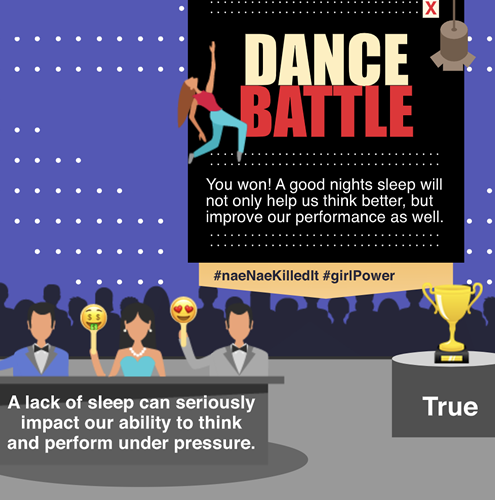 X
DANCE
BATTLE
You won! A good nights sleep will
not only help us think better, but
improve our performance as well.
#naeNaeKilledIt #girlPower
A lack of sleep can seriously
impact our ability to think
and perform under pressure.
True